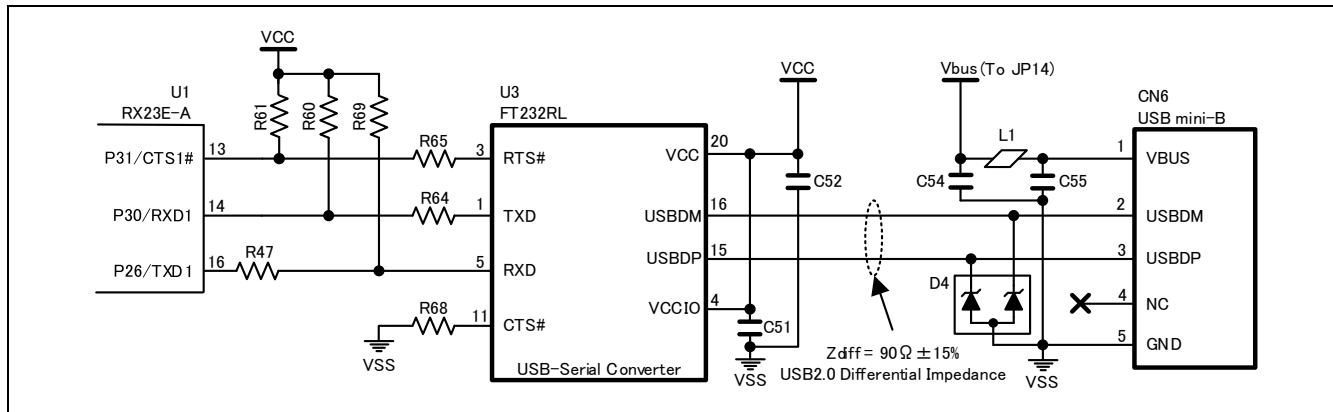 VCC
U1
RX23E-A
R61
R60
R69
P31/CTS1#
13
P30/RXD1
14
P26/TXD1
16
R47
R65
R64
R68
VSS
U3
FT232RL
3
RTS#
1
TXD
5
RXD
11
CTS#
VCC
20
USBDM
16
USBDP
15
VCCIO
4
USB-Serial Converter
VCC
C52
C51
VSS
Zdiff = 90Ω ±15%
USB2.0 Differential Impedance
Vbus(To JP14)
L1
C54
C55
D4
VSS
CN6
USB mini-B
1
VBUS
2
USBDM
3
USBDP
4
NC
5
GND